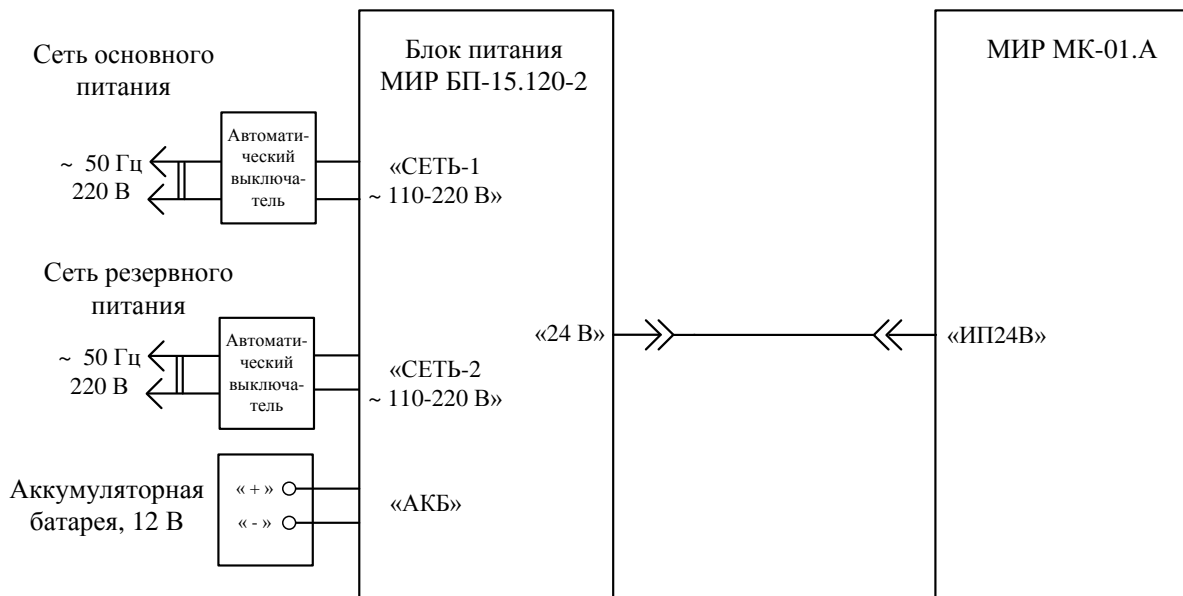 Сеть основного
питания
~ 50 Гц
220 В
Автомати-
ческий
выключа-
тель
Блок питания
МИР БП-15.120-2
«СЕТЬ-1
~ 110-220 В»
МИР МК-01.А
Сеть резервного
питания
~ 50 Гц
220 В
Автомати-
ческий
выключа-
тель
«СЕТЬ-2
~ 110-220 В»
«24 В»
«ИП24В»
Аккумуляторная
батарея, 12 В
« + »
« - »
«АКБ»